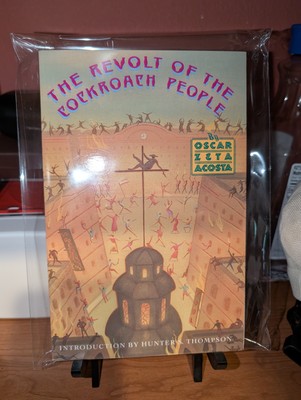 THE REVOLT OF THE
COCKROACH PEOPLE
By
OSCAR
ZETA
ACOSTA
INTRODUCTION BY HUNTER S. THOMPSON